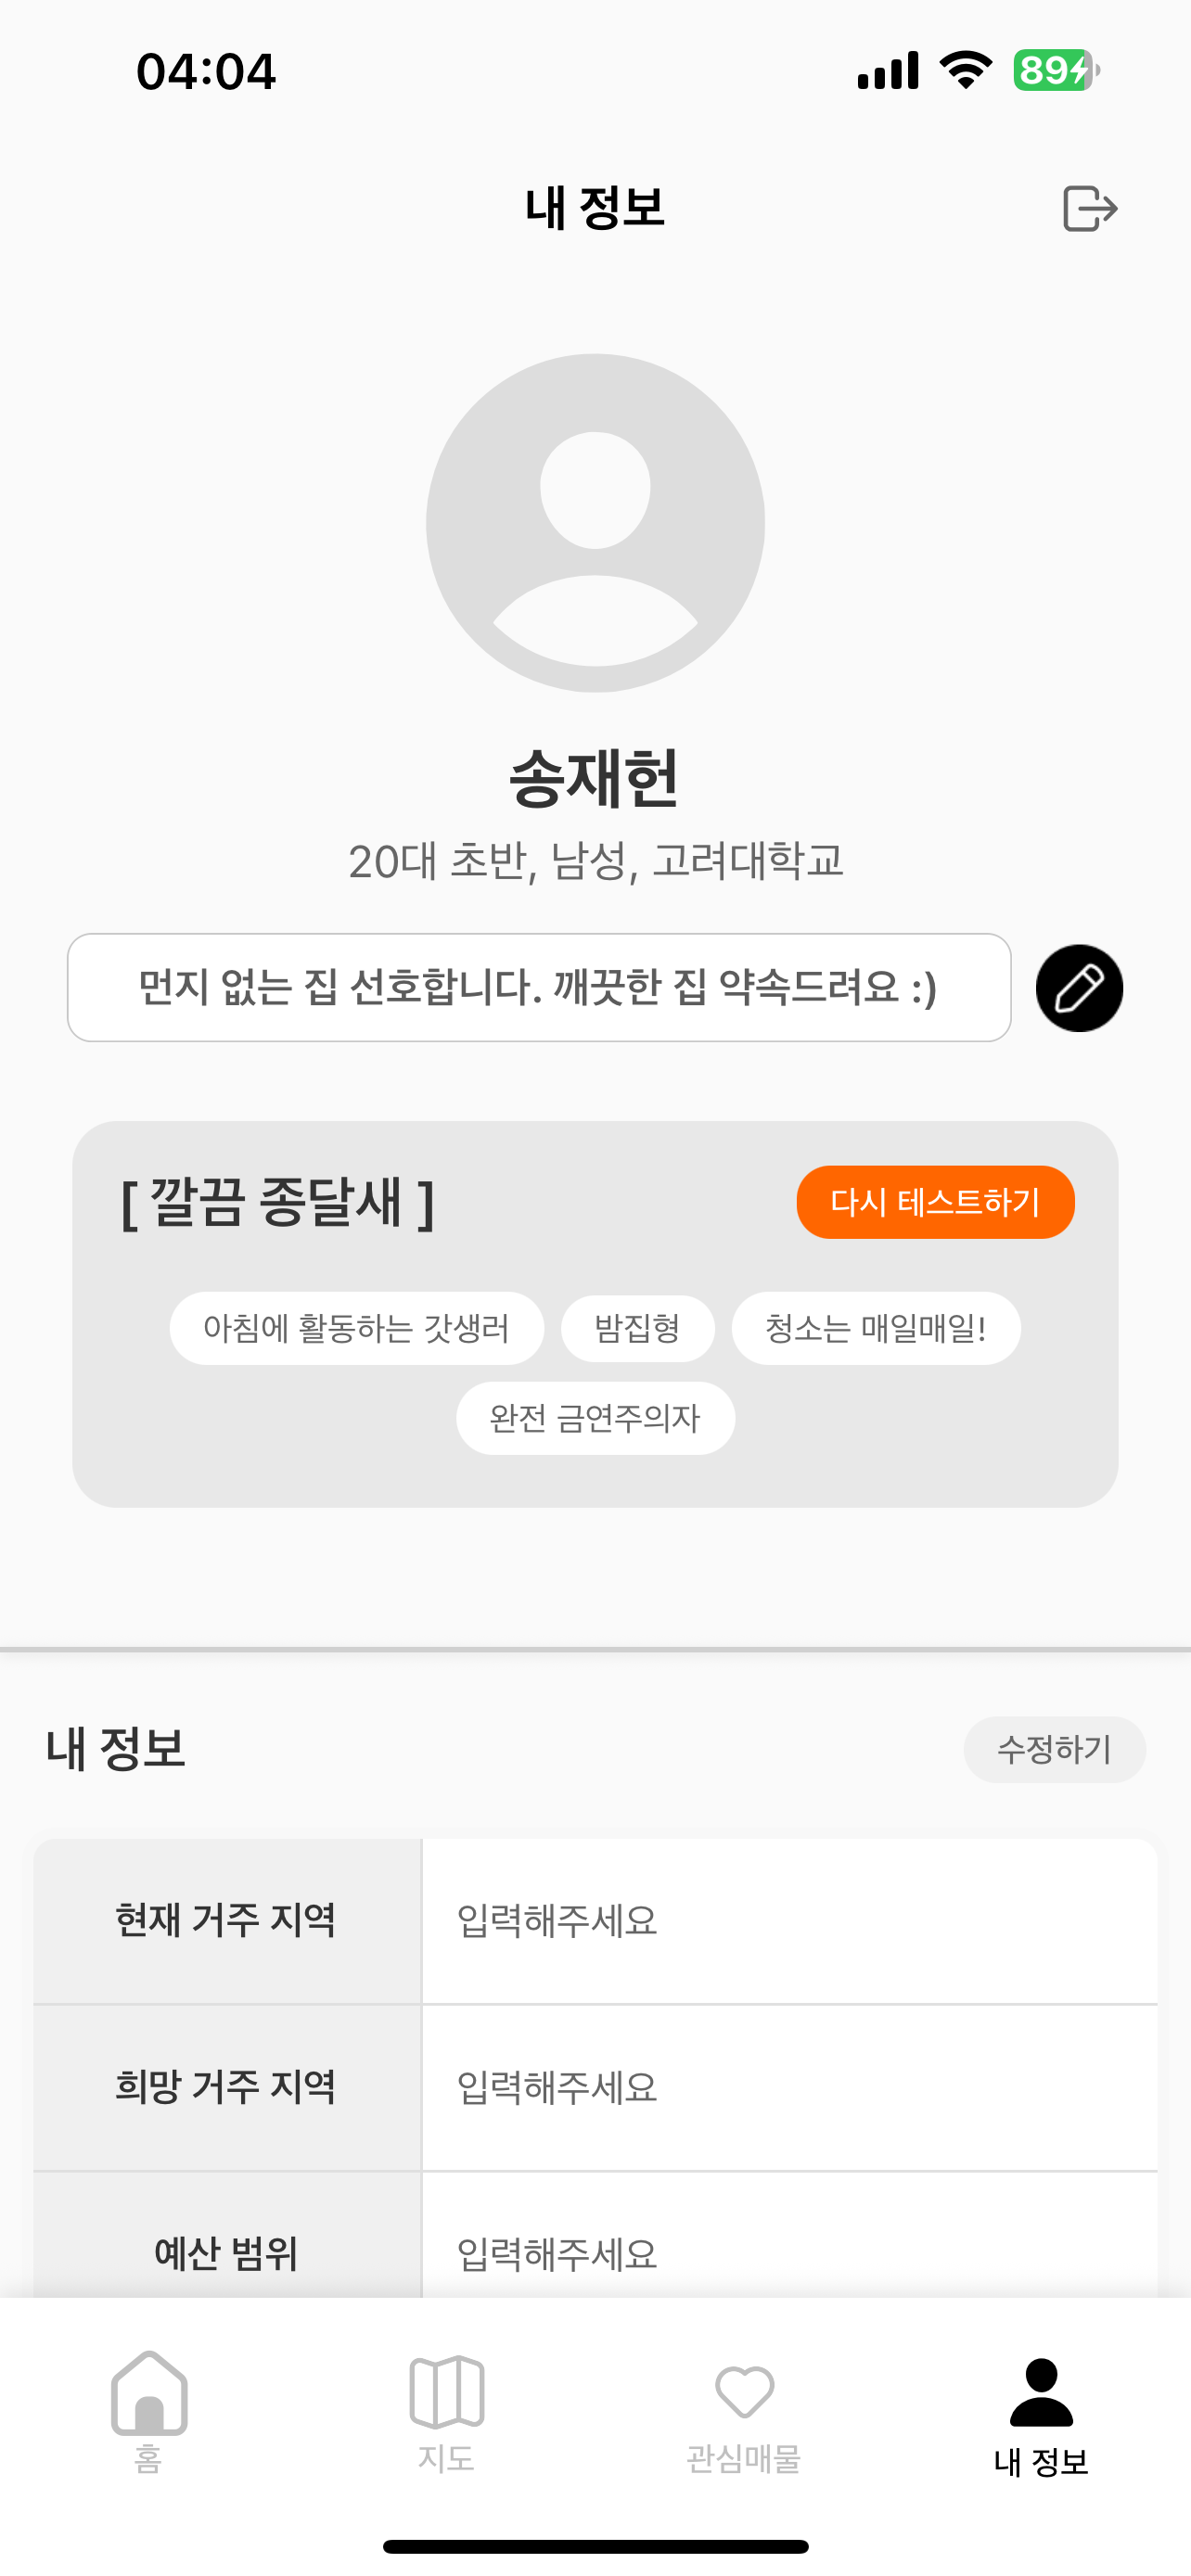 04:04
89
내 정보
송재헌
20대 초반, 남성, 고려대학교
먼지 없는 집 선호합니다. 깨끗한 집 약속드려요 :)
[ 깔끔 종달새 ]
다시 테스트하기
아침에 활동하는 갓생러
밤집형
청소는 매일매일!
완전 금연주의자
내 정보
수정하기
현재 거주 지역
입력해주세요
희망 거주 지역
입력해주세요
예산 범위
입력해주세요
홈
지도
관심매물
내 정보